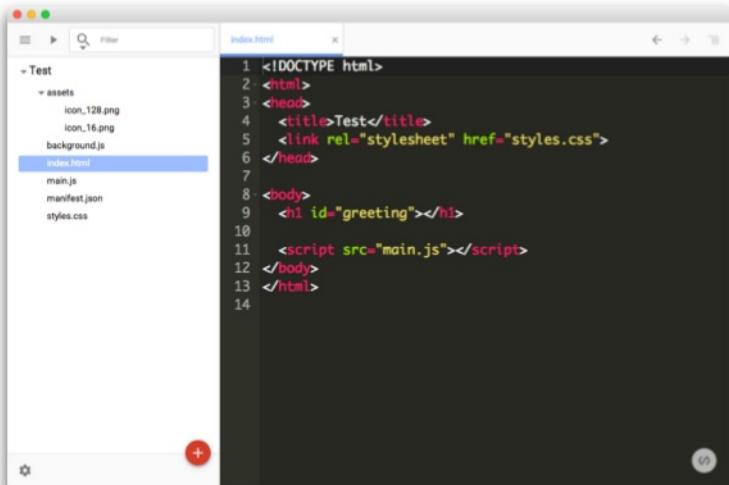 Filter
Test
assets
icon_128.png
icon_16.png
background.js
index.html
main.js
manifest.json
styles.css
index.html
1 <!DOCTYPE html>
2 <html>
3 <head>
4   <title>Test</title>
5   <link rel="stylesheet" href="styles.css">
6 </head>
7
8 <body>
9   <h1 id="greeting"></h1>
10
11   <script src="main.js"></script>
12 </body>
13 </html>
14